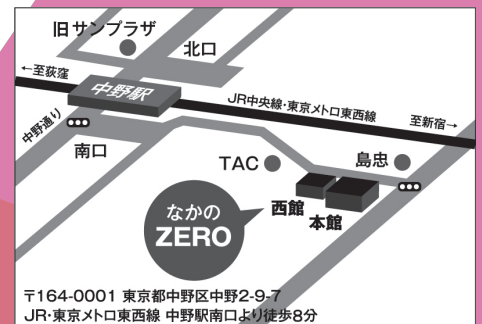 旧サンプラザ
北口
←至荻窪
中野駅
JR中央線・東京メトロ東西線
至新宿→
中野通り
南口
TAC
島忠
西館
本館
なかの
ZERO
〒164-0001 東京都中野区中野2-9-7
JR・東京メトロ東西線 中野駅南口より徒歩8分